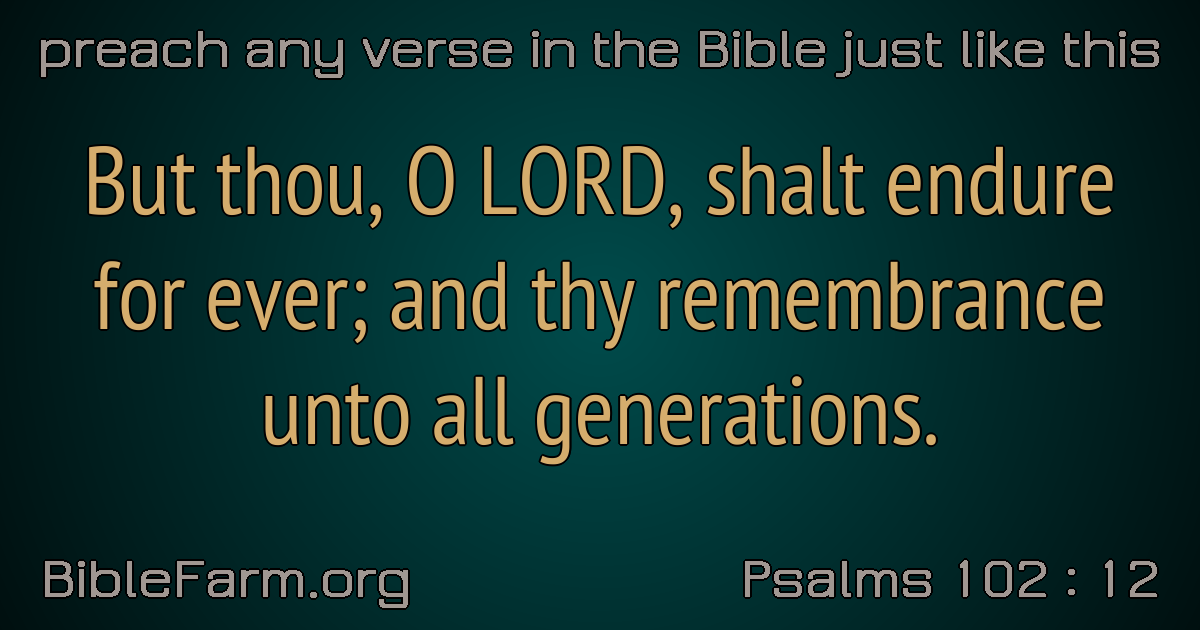 preach any verse in the Bible just like this
But thou, O LORD, shalt endure
for ever; and thy remembrance
unto all generations.
BibleFarm.org
Psalms 102 : 12